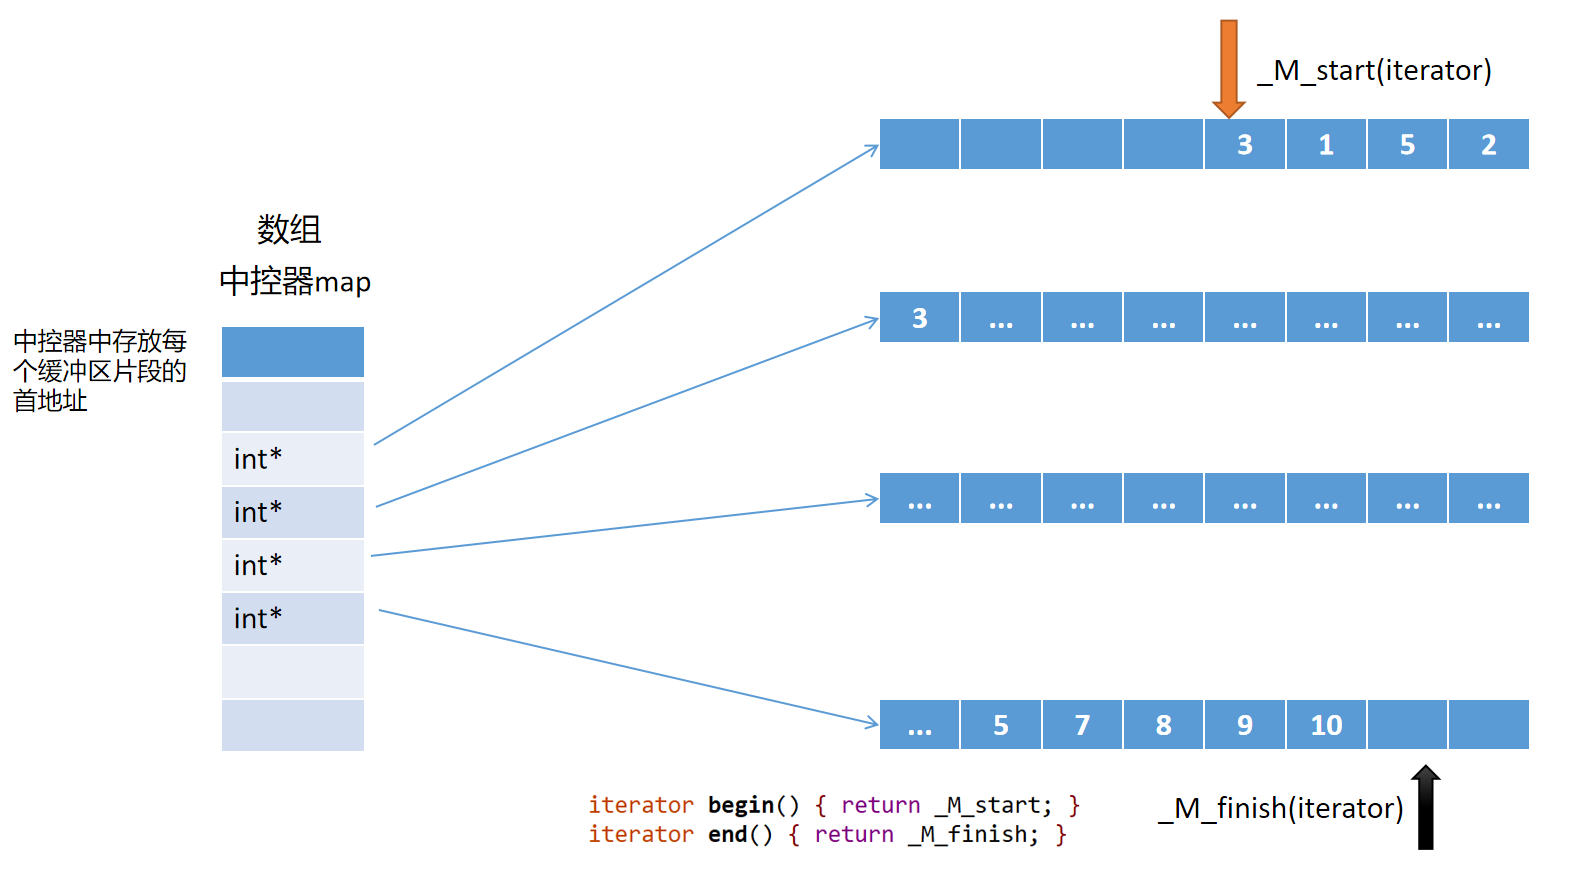 _M_start(iterator)
3 1 5 2
数组
中控器map
3 ... ... ... ... ... ... ...
中控器中存放每
个缓冲区片段的
首地址
int*
int*
int*
int*
... ... ... ... ... ... ... ...
... 5 7 8 9 10
iterator begin() { return _M_start; }
iterator end() { return _M_finish; }
_M_finish(iterator)